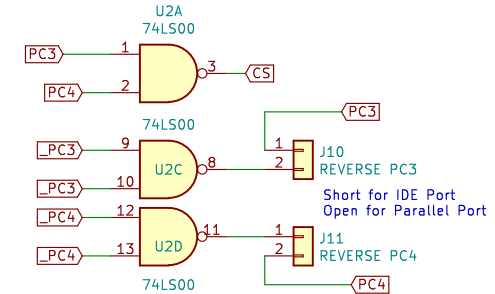 U2A
74LS00
PC3
1
3
CS
PC4
2
74LS00
PC3
_PC3
9
1
J10
U2C
8
2
REVERSE PC3
_PC3
10
Short for IDE Port
Open for Parallel Port
_PC4
12
11
1
J11
U2D
2
REVERSE PC4
_PC4
13
74LS00
PC4